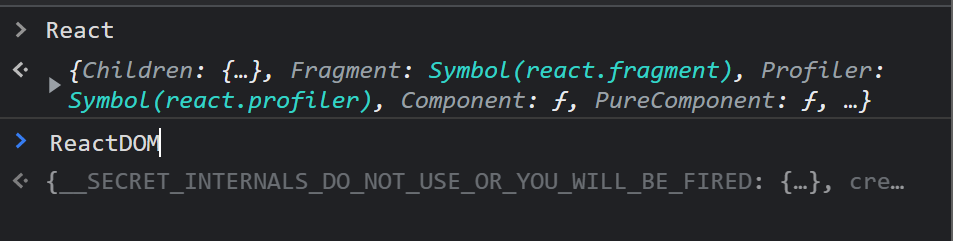 > React
{Children: {…}, Fragment: Symbol(react.fragment), Profiler:
Symbol(react.profiler), Component: ƒ, PureComponent: ƒ, …}
> ReactDOM
{__SECRET_INTERNALS_DO_NOT_USE_OR_YOU_WILL_BE_FIRED: {…}, cre…